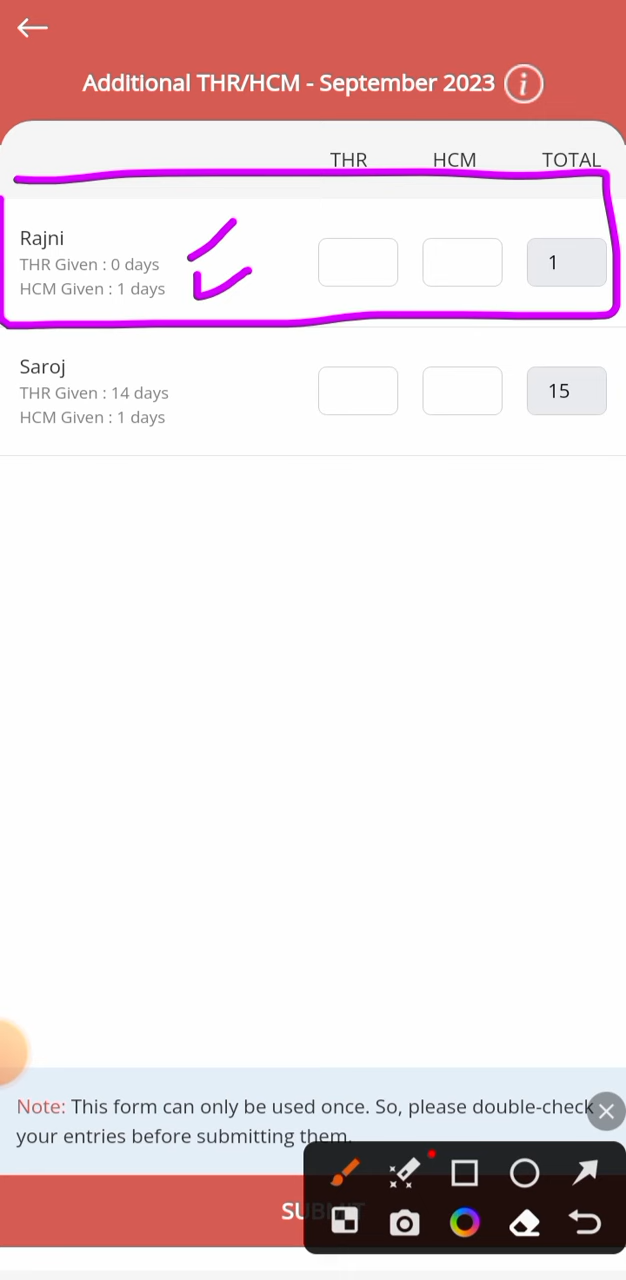 Additional THR/HCM - September 2023 i
THR HCM TOTAL
Rajni
THR Given : 0 days
HCM Given : 1 days
1
Saroj
THR Given : 14 days
HCM Given : 1 days
15
Note: This form can only be used once. So, please double-check
your entries before submitting them.
SUBMIT